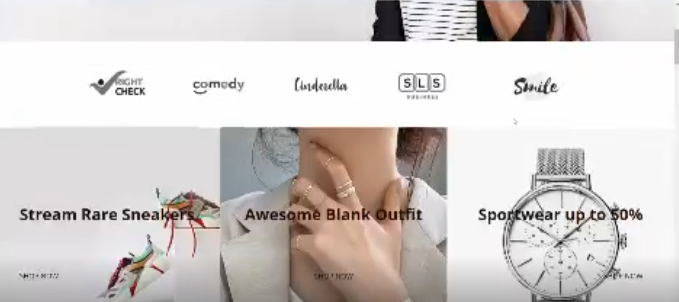 RIGHT
CHECK
comedy
Cinderella
SLS
BUSINESS
Smile
Stream Rare Sneakers
Awesome Blank Outfit
Sportwear up to 50%
SHOP NOW
SHOP NOW
SHOP NOW